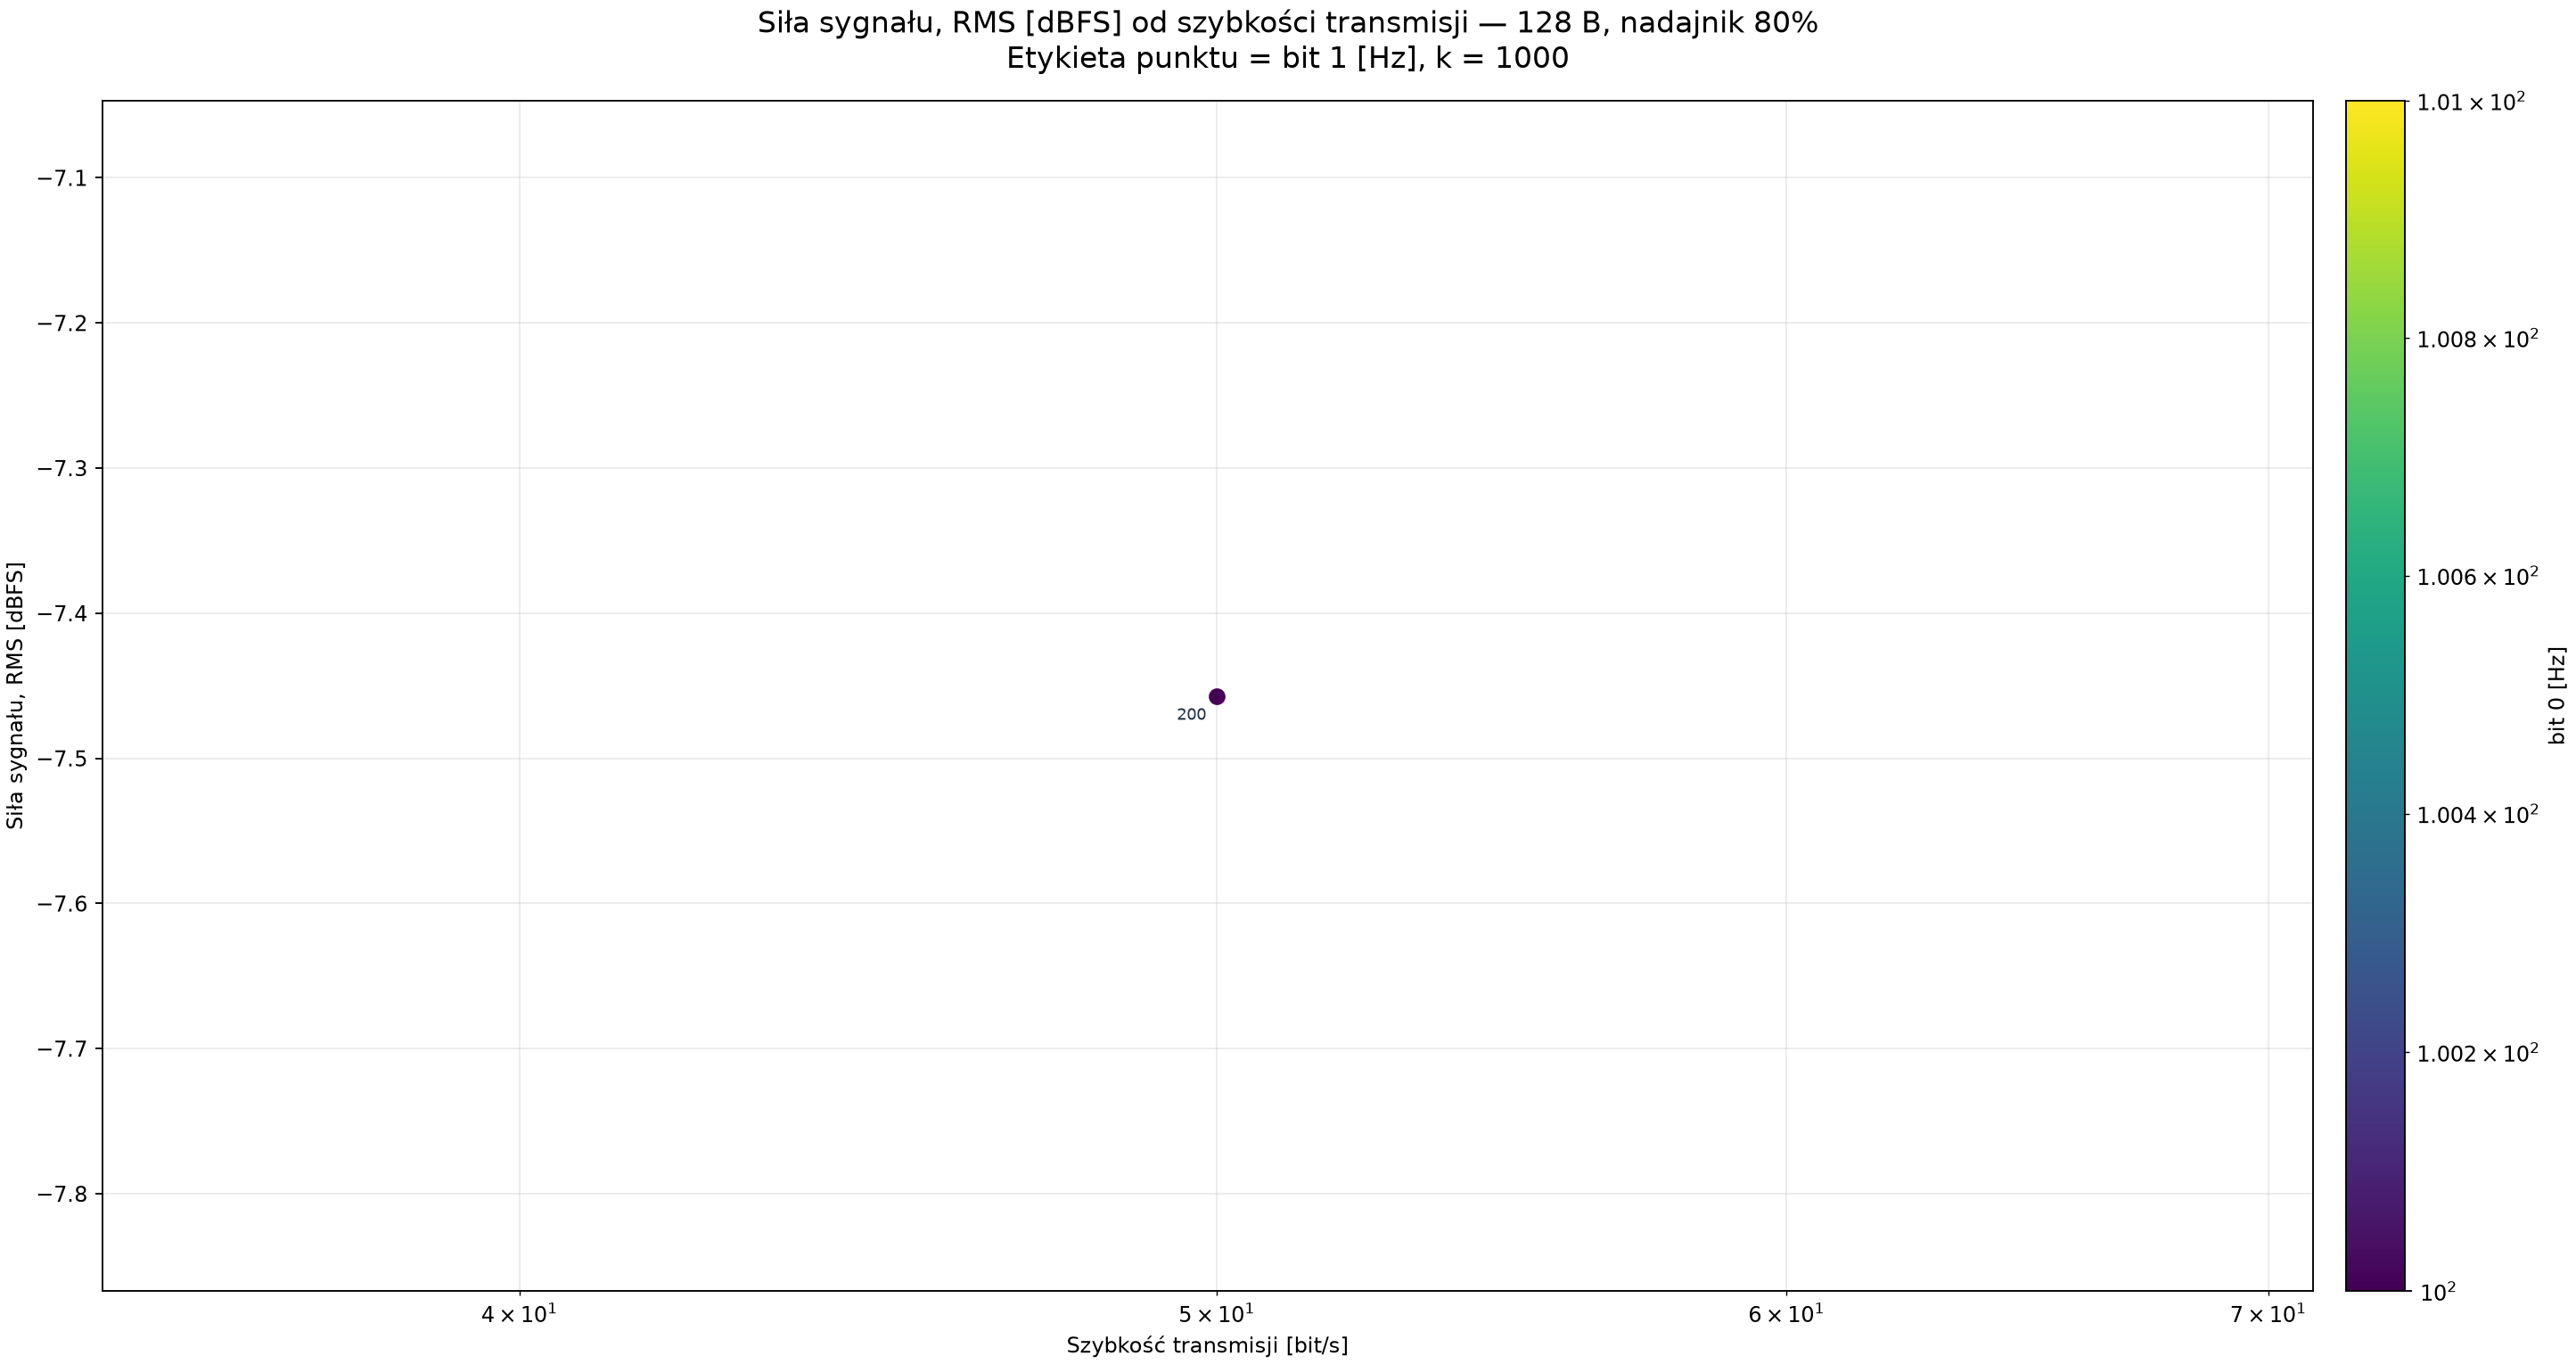 Siła sygnału, RMS [dBFS] od szybkości transmisji — 128 B, nadajnik 80%
Etykieta punktu = bit 1 [Hz], k = 1000
Siła sygnału, RMS [dBFS]
−7.1
−7.2
−7.3
−7.4
−7.5
−7.6
−7.7
−7.8
200
4 × 10¹
5 × 10¹
6 × 10¹
7 × 10¹
Szybkość transmisji [bit/s]
1.01 × 10²
1.008 × 10²
1.006 × 10²
1.004 × 10²
1.002 × 10²
10²
bit 0 [Hz]